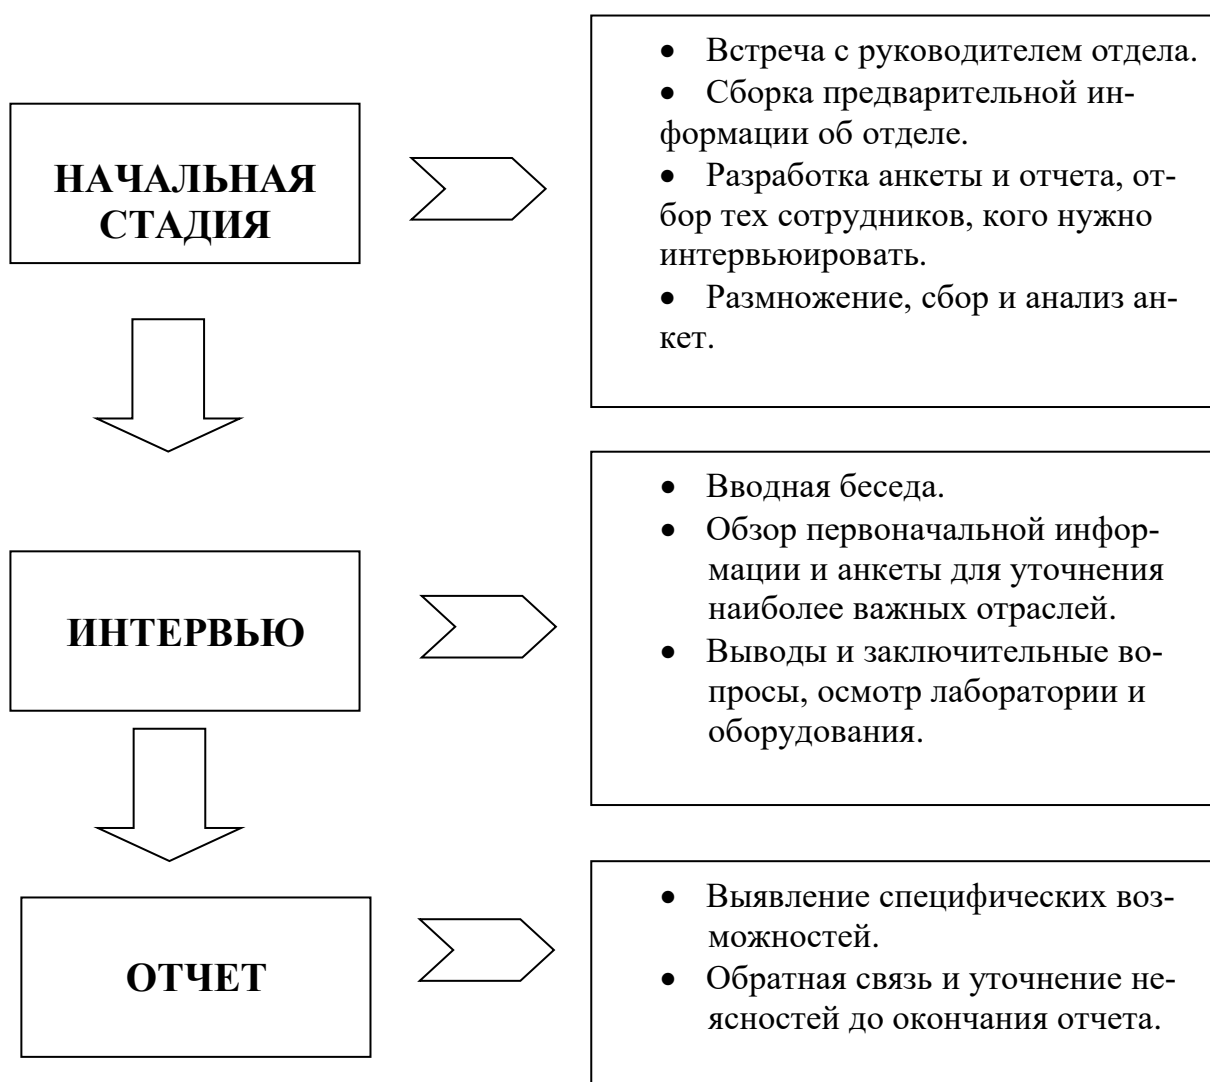 НАЧАЛЬНАЯ
СТАДИЯ
• Встреча с руководителем отдела.
• Сборка предварительной ин-
формации об отделе.
• Разработка анкеты и отчета, от-
бор тех сотрудников, кого нужно
интервьюировать.
• Размножение, сбор и анализ ан-
кет.
ИНТЕРВЬЮ
• Вводная беседа.
• Обзор первоначальной инфор-
мации и анкеты для уточнения
наиболее важных отраслей.
• Выводы и заключительные во-
просы, осмотр лаборатории и
оборудования.
ОТЧЕТ
• Выявление специфических воз-
можностей.
• Обратная связь и уточнение не-
ясностей до окончания отчета.